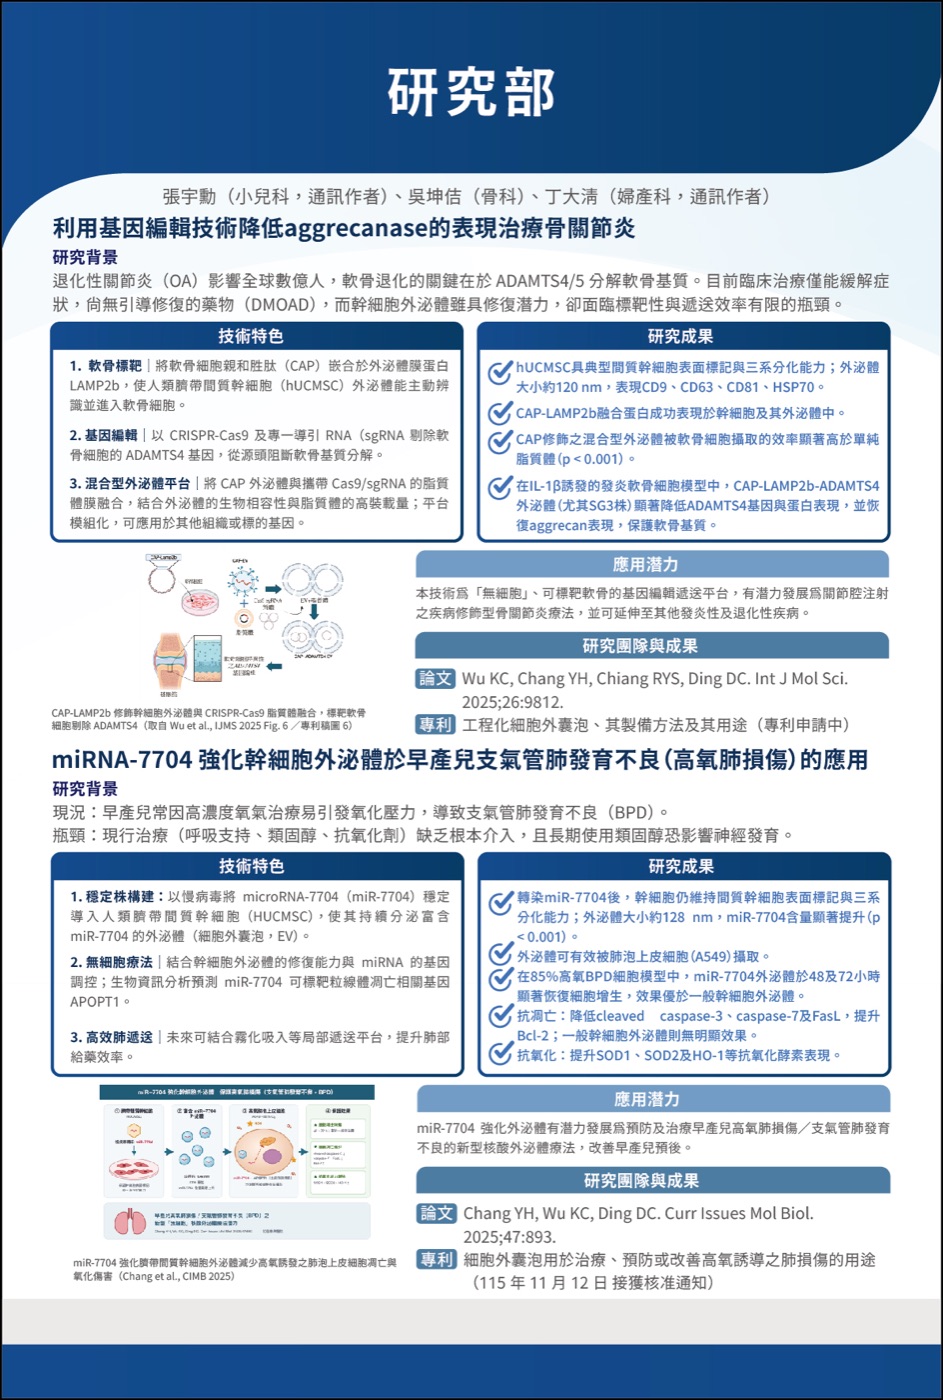 研究部
張宇勳（小兒科，通訊作者）、吳坤佶（骨科）、丁大清（婦產科，通訊作者）
利用基因編輯技術降低aggrecanase的表現治療骨關節炎
研究背景
退化性關節炎（OA）影響全球數億人，軟骨退化的關鍵在於 ADAMTS4/5 分解軟骨基質。目前臨床治療僅能緩解症
狀，尙無引導修復的藥物（DMOAD），而幹細胞外泌體雖具修復潛力，卻面臨標靶性與遞送效率有限的瓶頸。
技術特色
1. 軟骨標靶｜將軟骨細胞親和胜肽（CAP）嵌合於外泌體膜蛋白
LAMP2b，使人類臍帶間質幹細胞（hUCMSC）外泌體能主動辨
識並進入軟骨細胞。
2. 基因編輯｜以 CRISPR-Cas9 及專一導引 RNA（sgRNA 剔除軟
骨細胞的 ADAMTS4 基因，從源頭阻斷軟骨基質分解。
3. 混合型外泌體平台｜將 CAP 外泌體與攜帶 Cas9/sgRNA 的脂質
體膜融合，結合外泌體的生物相容性與脂質體的高裝載量；平台
模組化，可應用於其他組織或標的基因。
研究成果
hUCMSC具典型間質幹細胞表面標記與三系分化能力；外泌體
大小約120 nm，表現CD9、CD63、CD81、HSP70。
CAP-LAMP2b融合蛋白成功表現於幹細胞及其外泌體中。
CAP修飾之混合型外泌體被軟骨細胞攝取的效率顯著高於單純
脂質體（p < 0.001）。
在IL-1β誘發的發炎軟骨細胞模型中，CAP-LAMP2b-ADAMTS4
外泌體（尤其SG3株）顯著降低ADAMTS4基因與蛋白表現，並恢
復aggrecan表現，保護軟骨基質。
CAP-Lamp2b
CAP-LAMP2b 修飾幹細胞外泌體與 CRISPR-Cas9 脂質體融合，標靶軟骨
細胞剔除 ADAMTS4（取自 Wu et al., IJMS 2025 Fig. 6／專利稿圖 6）
應用潛力
本技術爲「無細胞」、可標靶軟骨的基因編輯遞送平台，有潛力發展爲關節腔注射
之疾病修飾型骨關節炎療法，並可延伸至其他發炎性及退化性疾病。
研究團隊與成果
論文 Wu KC, Chang YH, Chiang RYS, Ding DC. Int J Mol Sci.
2025;26:9812.
專利 工程化細胞外囊泡、其製備方法及其用途（專利申請中）
miRNA-7704 強化幹細胞外泌體於早產兒支氣管肺發育不良（高氧肺損傷）的應用
研究背景
現況：早產兒常因高濃度氧氣治療易引發氧化壓力，導致支氣管肺發育不良（BPD）。
瓶頸：現行治療（呼吸支持、類固醇、抗氧化劑）缺乏根本介入，且長期使用類固醇恐影響神經發育。
技術特色
1. 穩定株構建：以慢病毒將 microRNA-7704（miR-7704）穩定
導入人類臍帶間質幹細胞（HUCMSC），使其持續分泌富含
miR-7704 的外泌體（細胞外囊泡，EV）。
2. 無細胞療法｜結合幹細胞外泌體的修復能力與 miRNA 的基因
調控；生物資訊分析預測 miR-7704 可標靶粒線體凋亡相關基因
APOPT1。
3. 高效肺遞送｜未來可結合霧化吸入等局部遞送平台，提升肺部
給藥效率。
研究成果
轉染miR-7704後，幹細胞仍維持間質幹細胞表面標記與三系
分化能力；外泌體大小約128 nm，miR-7704含量顯著提升（p
< 0.001）。
外泌體可有效被肺泡上皮細胞（A549）攝取。
在85%高氧BPD細胞模型中，miR-7704外泌體於48及72小時
顯著恢復細胞增生，效果優於一般幹細胞外泌體。
抗凋亡：降低cleaved caspase-3、caspase-7及FasL，提升
Bcl-2；一般幹細胞外泌體則無明顯效果。
抗氧化：提升SOD1、SOD2及HO-1等抗氧化酵素表現。
miR-7704 強化臍帶間質幹細胞外泌體減少高氧誘發之肺泡上皮細胞凋亡與
氧化傷害（Chang et al., CIMB 2025）
應用潛力
miR-7704 強化外泌體有潛力發展爲預防及治療早產兒高氧肺損傷／支氣管肺發育
不良的新型核酸外泌體療法，改善早產兒預後。
研究團隊與成果
論文 Chang YH, Wu KC, Ding DC. Curr Issues Mol Biol.
2025;47:893.
專利 細胞外囊泡用於治療、預防或改善高氧誘導之肺損傷的用途
（115 年 11 月 12 日 接獲核准通知）